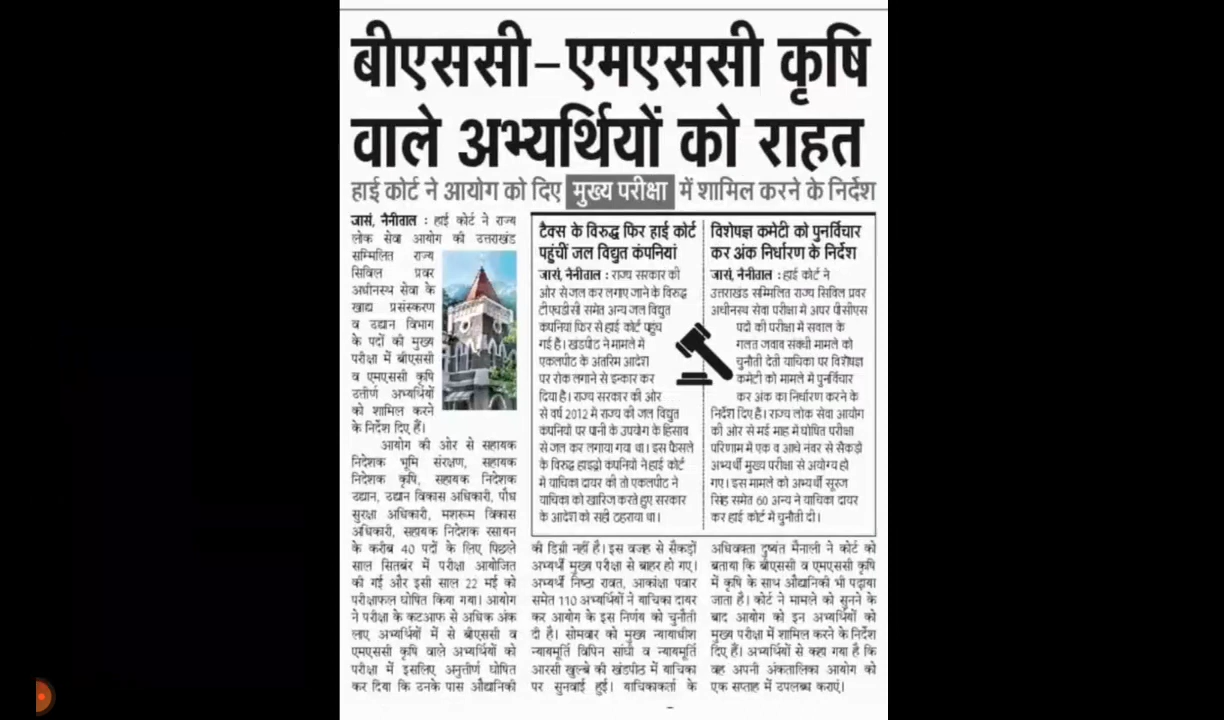 बीएससी-एमएससी कृषि
वाले अभ्यर्थियों को राहत
हाई कोर्ट ने आयोग को दिए मुख्य परीक्षा में शामिल करने के निर्देश
जासं, नैनीताल : हाई कोर्ट ने राज्य
लोक सेवा आयोग की उत्तराखंड
सम्मिलित राज्य
सिविल प्रवर
अधीनस्थ सेवा के
खाद्य प्रसंस्करण
व उद्यान विभाग
के पदों की मुख्य
परीक्षा में बीएससी
व एमएससी कृषि
उत्तीर्ण अभ्यर्थियों
को शामिल करने
के निर्देश दिए हैं।
आयोग की ओर से सहायक
निदेशक भूमि संरक्षण, सहायक
निदेशक कृषि, सहायक निदेशक
उद्यान, उद्यान विकास अधिकारी, पौध
सुरक्षा अधिकारी, मशरूम विकास
अधिकारी, सहायक निदेशक रसायन
के करीब 40 पदों के लिए पिछले
साल सितंबर में परीक्षा आयोजित
की गई और इसी साल 22 मई को
परीक्षाफल घोषित किया गया। आयोग
ने परीक्षा के कटआफ से अधिक अंक
लाए अभ्यर्थियों में से बीएससी व
एमएससी कृषि वाले अभ्यर्थियों को
परीक्षा में इसलिए अनुत्तीर्ण घोषित
कर दिया कि उनके पास औद्यानिकी
टैक्स के विरुद्ध फिर हाई कोर्ट
पहुंचीं जल विद्युत कंपनियां
जासं, नैनीताल : राज्य सरकार की
ओर से जल कर लगाए जाने के विरुद्ध
टीएचडीसी समेत अन्य जल विद्युत
कंपनियां फिर से हाई कोर्ट पहुंच
गई है। खंडपीठ ने मामले में
एकलपीठ के अंतरिम आदेश
पर रोक लगाने से इन्कार कर
दिया है। राज्य सरकार की ओर
से वर्ष 2012 में राज्य की जल विद्युत
कंपनियों पर पानी के उपयोग के हिसाब
से जल कर लगाया गया था। इस फैसले
के विरुद्ध हाइड्रो कंपनियों ने हाई कोर्ट
में याचिका दायर की तो एकलपीठ ने
याचिका को खारिज करते हुए सरकार
के आदेश को सही ठहराया था।
विशेषज्ञ कमेटी को पुनर्विचार
कर अंक निर्धारण के निर्देश
जासं, नैनीताल : हाई कोर्ट ने
उत्तराखंड सम्मिलित राज्य सिविल प्रवर
अधीनस्थ सेवा परीक्षा में अपर पीसीएस
पदों की परीक्षा में सवाल के
गलत जवाब संबंधी मामले को
चुनौती देती याचिका पर विशेषज्ञ
कमेटी को मामले में पुनर्विचार
कर अंक का निर्धारण करने के
निर्देश दिए हैं। राज्य लोक सेवा आयोग
की ओर से मई माह में घोषित परीक्षा
परिणाम में एक व आधे नंबर से सैकड़ों
अभ्यर्थी मुख्य परीक्षा से अयोग्य हो
गए। इस मामले को अभ्यर्थी सूरज
सिंह समेत 60 अन्य ने याचिका दायर
कर हाई कोर्ट में चुनौती दी।
की डिग्री नहीं है। इस वजह से सैकड़ों
अभ्यर्थी मुख्य परीक्षा से बाहर हो गए।
अभ्यर्थी निष्ठा रावत, आकांक्षा पवार
समेत 110 अभ्यर्थियों ने याचिका दायर
कर आयोग के इस निर्णय को चुनौती
दी है। सोमवार को मुख्य न्यायाधीश
न्यायमूर्ति विपिन सांघी व न्यायमूर्ति
आरसी खुल्बे की खंडपीठ में याचिका
पर सुनवाई हुई। याचिकाकर्ता के
अधिवक्ता दुष्यंत मैनाली ने कोर्ट को
बताया कि बीएससी व एमएससी कृषि
में कृषि के साथ औद्यानिकी भी पढ़ाया
जाता है। कोर्ट ने मामले को सुनने के
बाद आयोग को इन अभ्यर्थियों को
मुख्य परीक्षा में शामिल करने के निर्देश
दिए हैं। अभ्यर्थियों से कहा गया है कि
वह अपनी अंकतालिका आयोग को
एक सप्ताह में उपलब्ध कराएं।